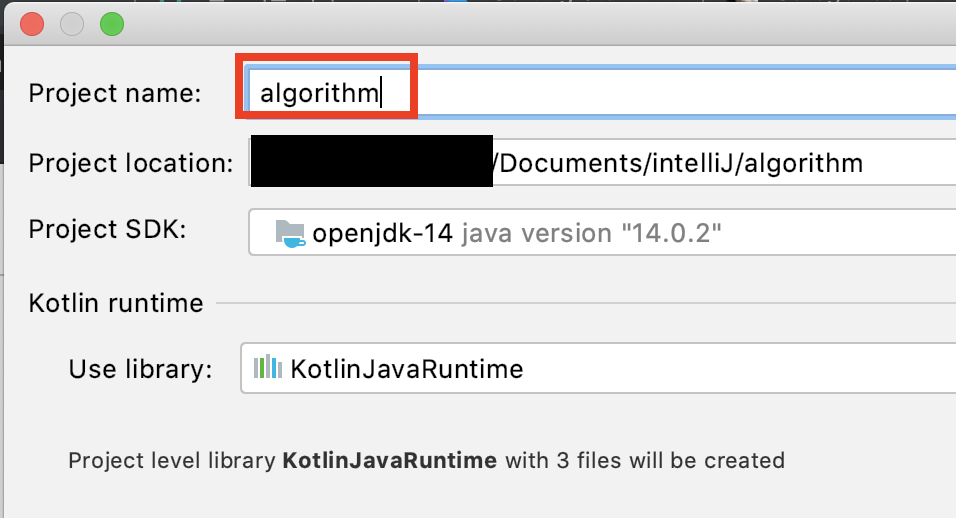 Project name: algorithm
Project location: /Documents/intelliJ/algorithm
Project SDK: openjdk-14 java version "14.0.2"
Kotlin runtime
Use library: KotlinJavaRuntime
Project level library KotlinJavaRuntime with 3 files will be created